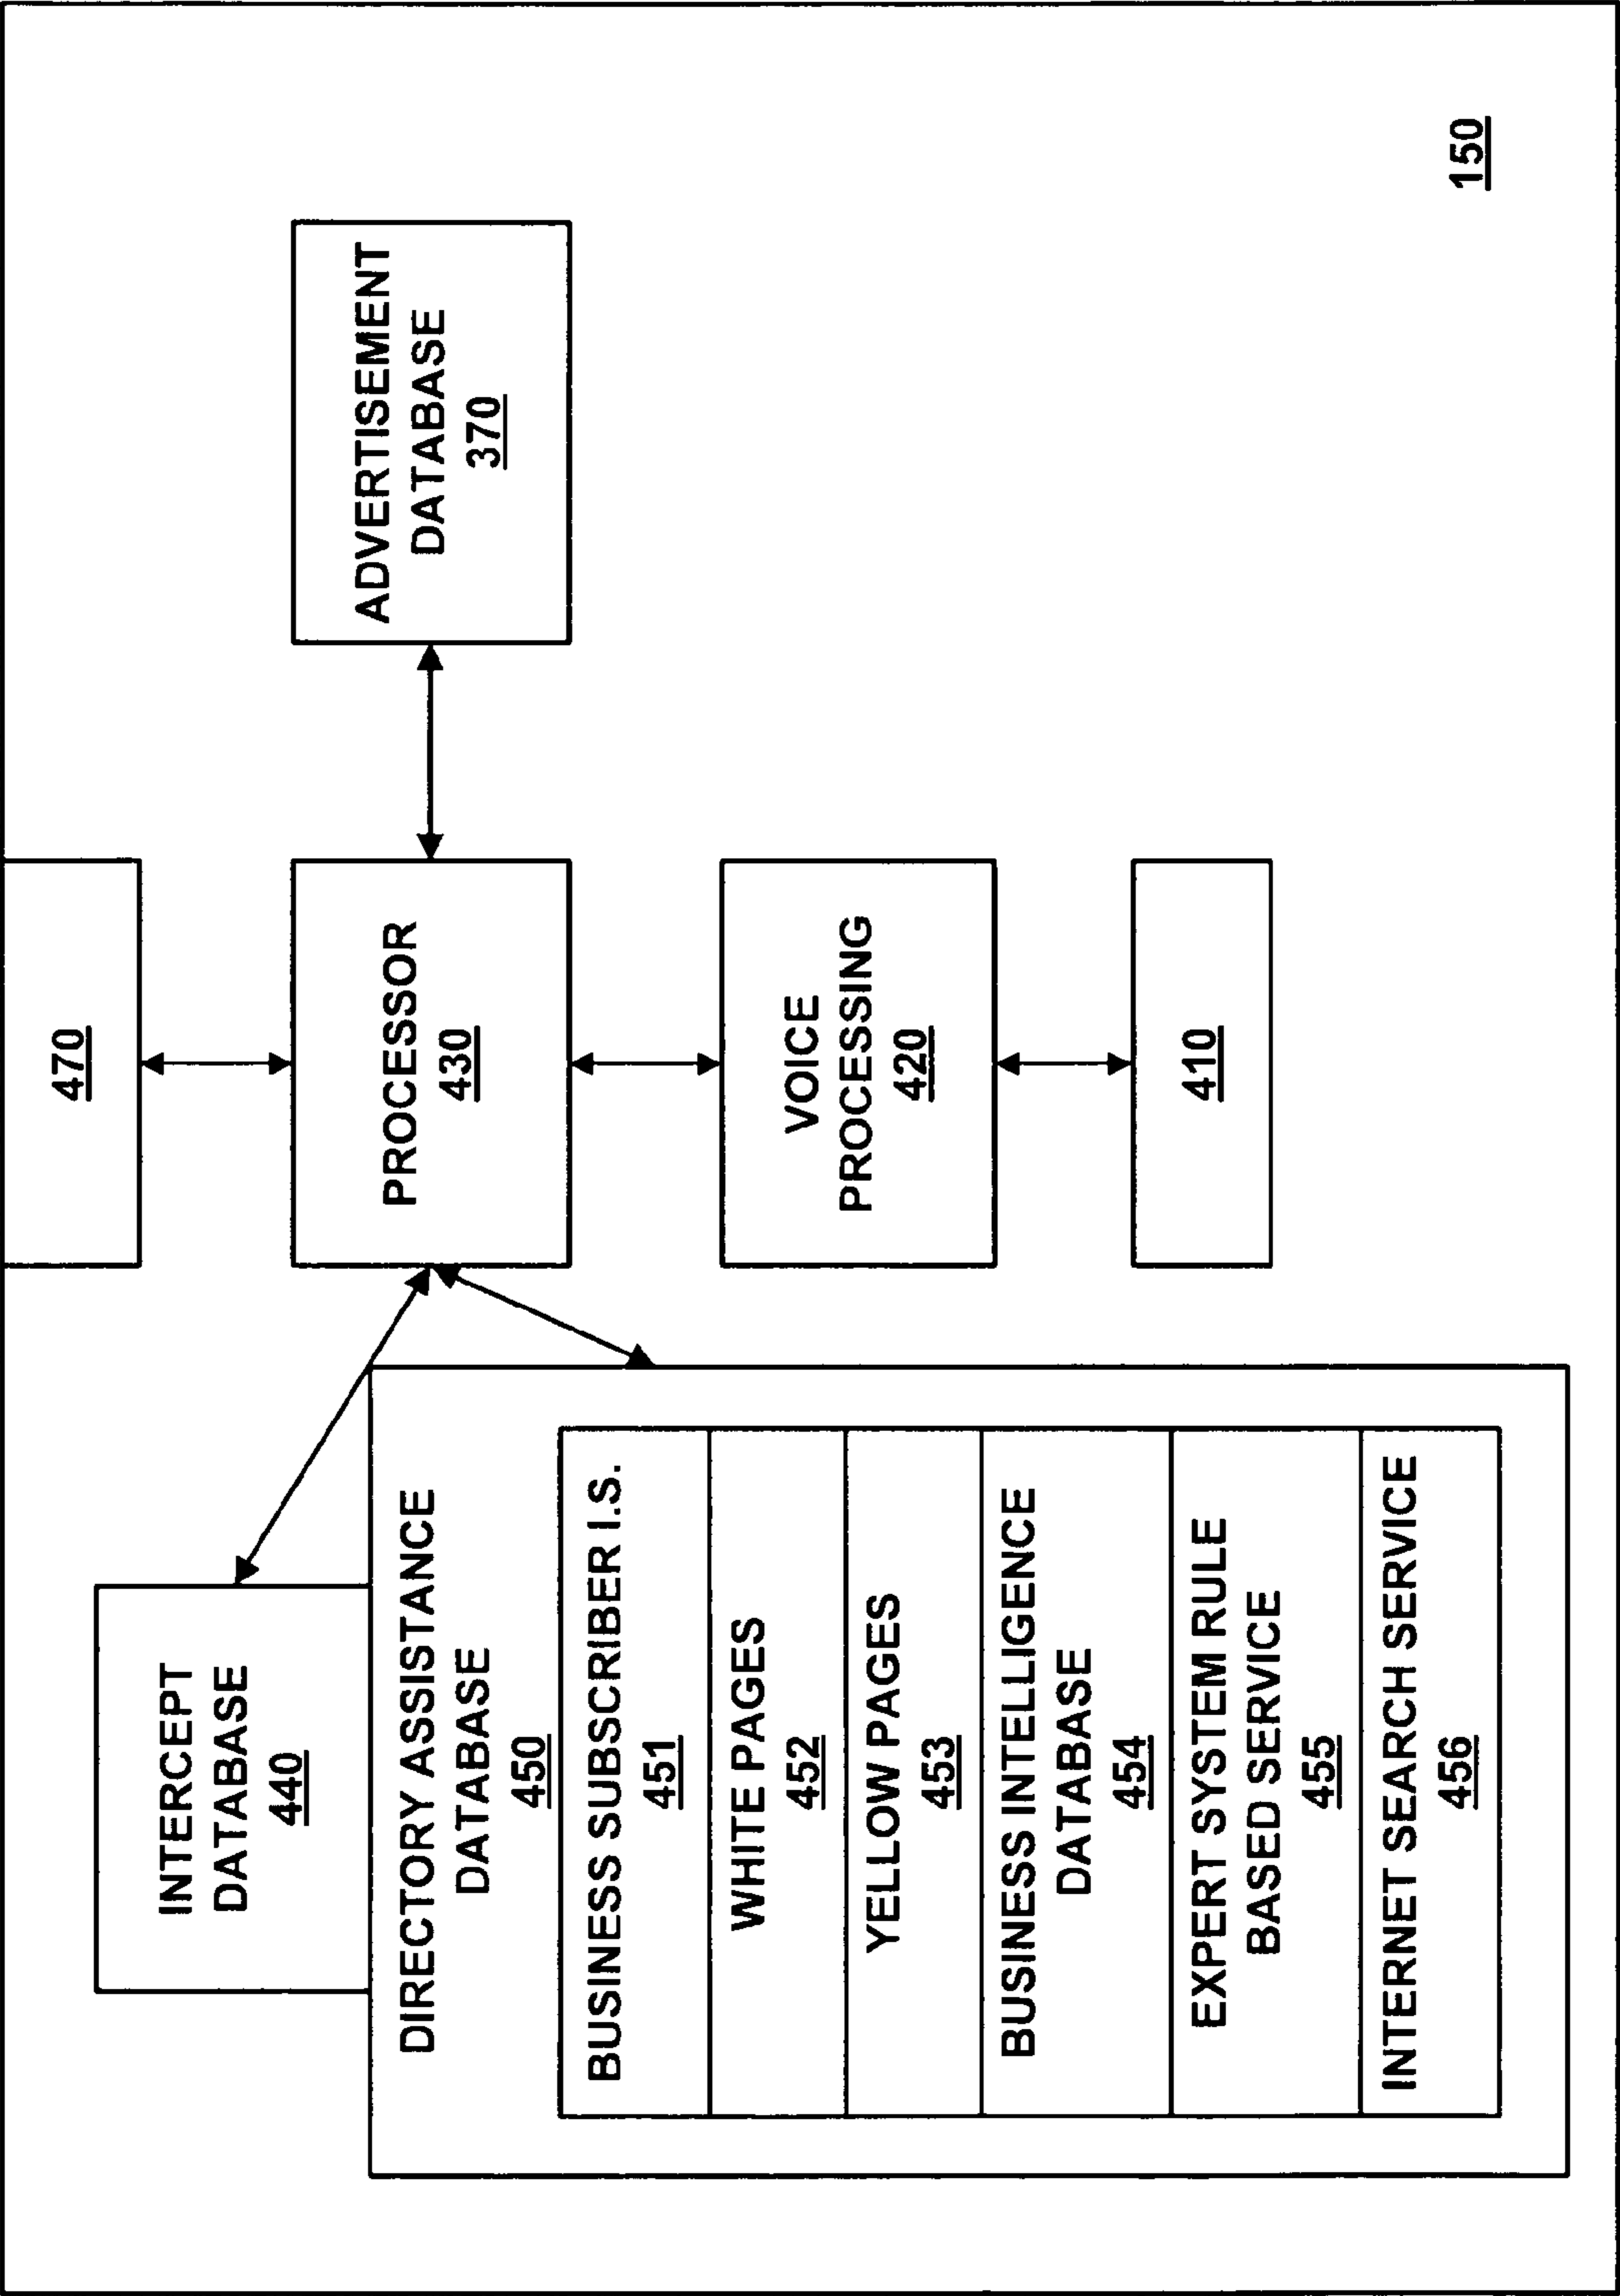 470
INTERCEPT
DATABASE
440
PROCESSOR
430
ADVERTISEMENT
DATABASE
370
DIRECTORY ASSISTANCE
DATABASE
450
BUSINESS SUBSCRIBER I.S.
451
WHITE PAGES
452
YELLOW PAGES
453
BUSINESS INTELLIGENCE
DATABASE
454
EXPERT SYSTEM RULE
BASED SERVICE
455
INTERNET SEARCH SERVICE
456
VOICE
PROCESSING
420
410
150